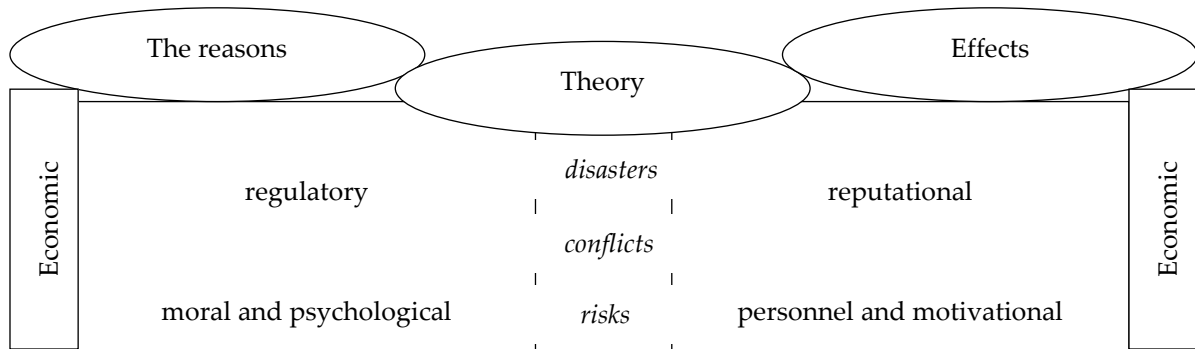 The reasons
Theory
Effects
Economic
regulatory
disasters
reputational
Economic
conflicts
moral and psychological
risks
personnel and motivational